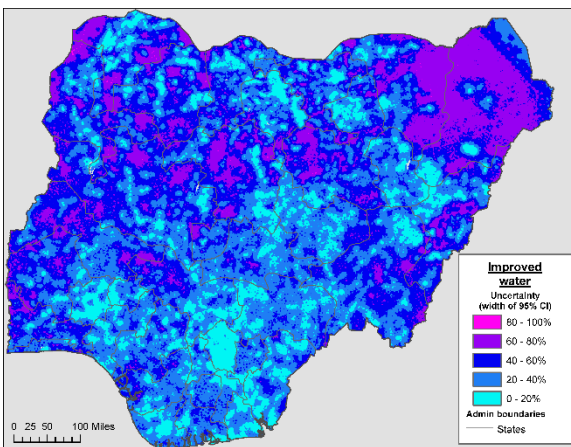 Improved
water
Uncertainty
(width of 95% CI)
80 - 100%
60 - 80%
40 - 60%
20 - 40%
0 - 20%
Admin boundaries
States
0 25 50 100 Miles